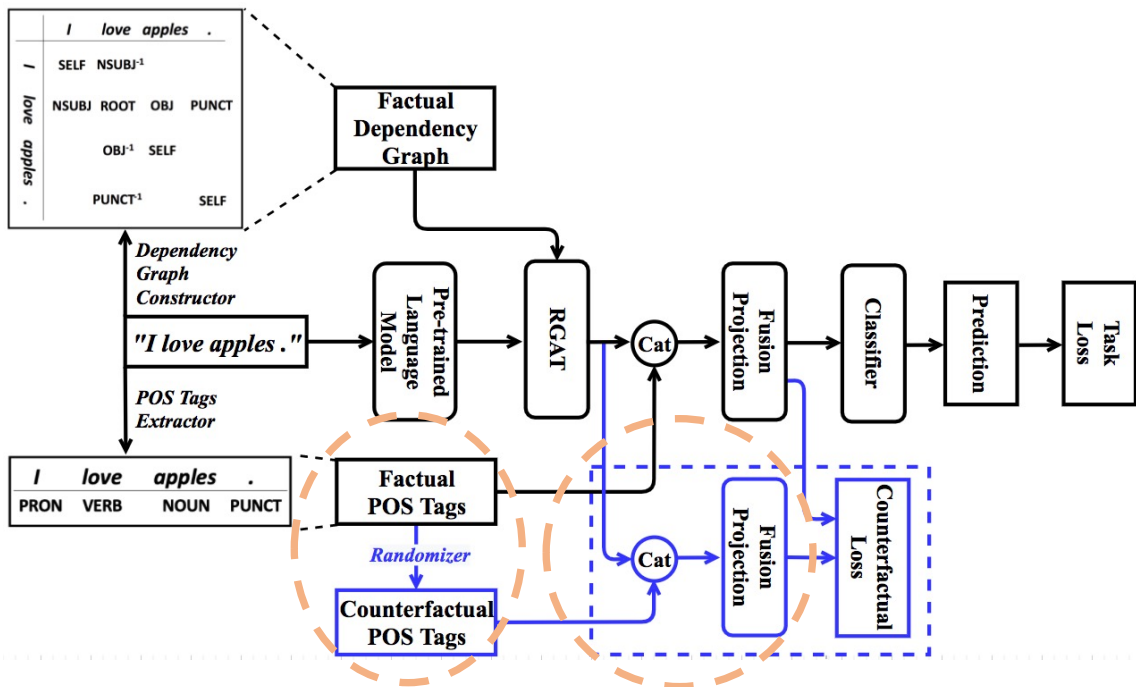 I love apples .
I SELF NSUBJ-1
love NSUBJ ROOT OBJ PUNCT
apples OBJ-1 SELF
. PUNCT-1 SELF
Factual
Dependency
Graph
Dependency
Graph
Constructor
"I love apples ."
POS Tags
Extractor
I love apples .
PRON VERB NOUN PUNCT
Pre-trained
Language
Model
RGAT
Cat
Fusion
Projection
Classifier
Prediction
Task
Loss
Factual
POS Tags
Randomizer
Counterfactual
POS Tags
Cat
Fusion
Projection
Counterfactual
Loss